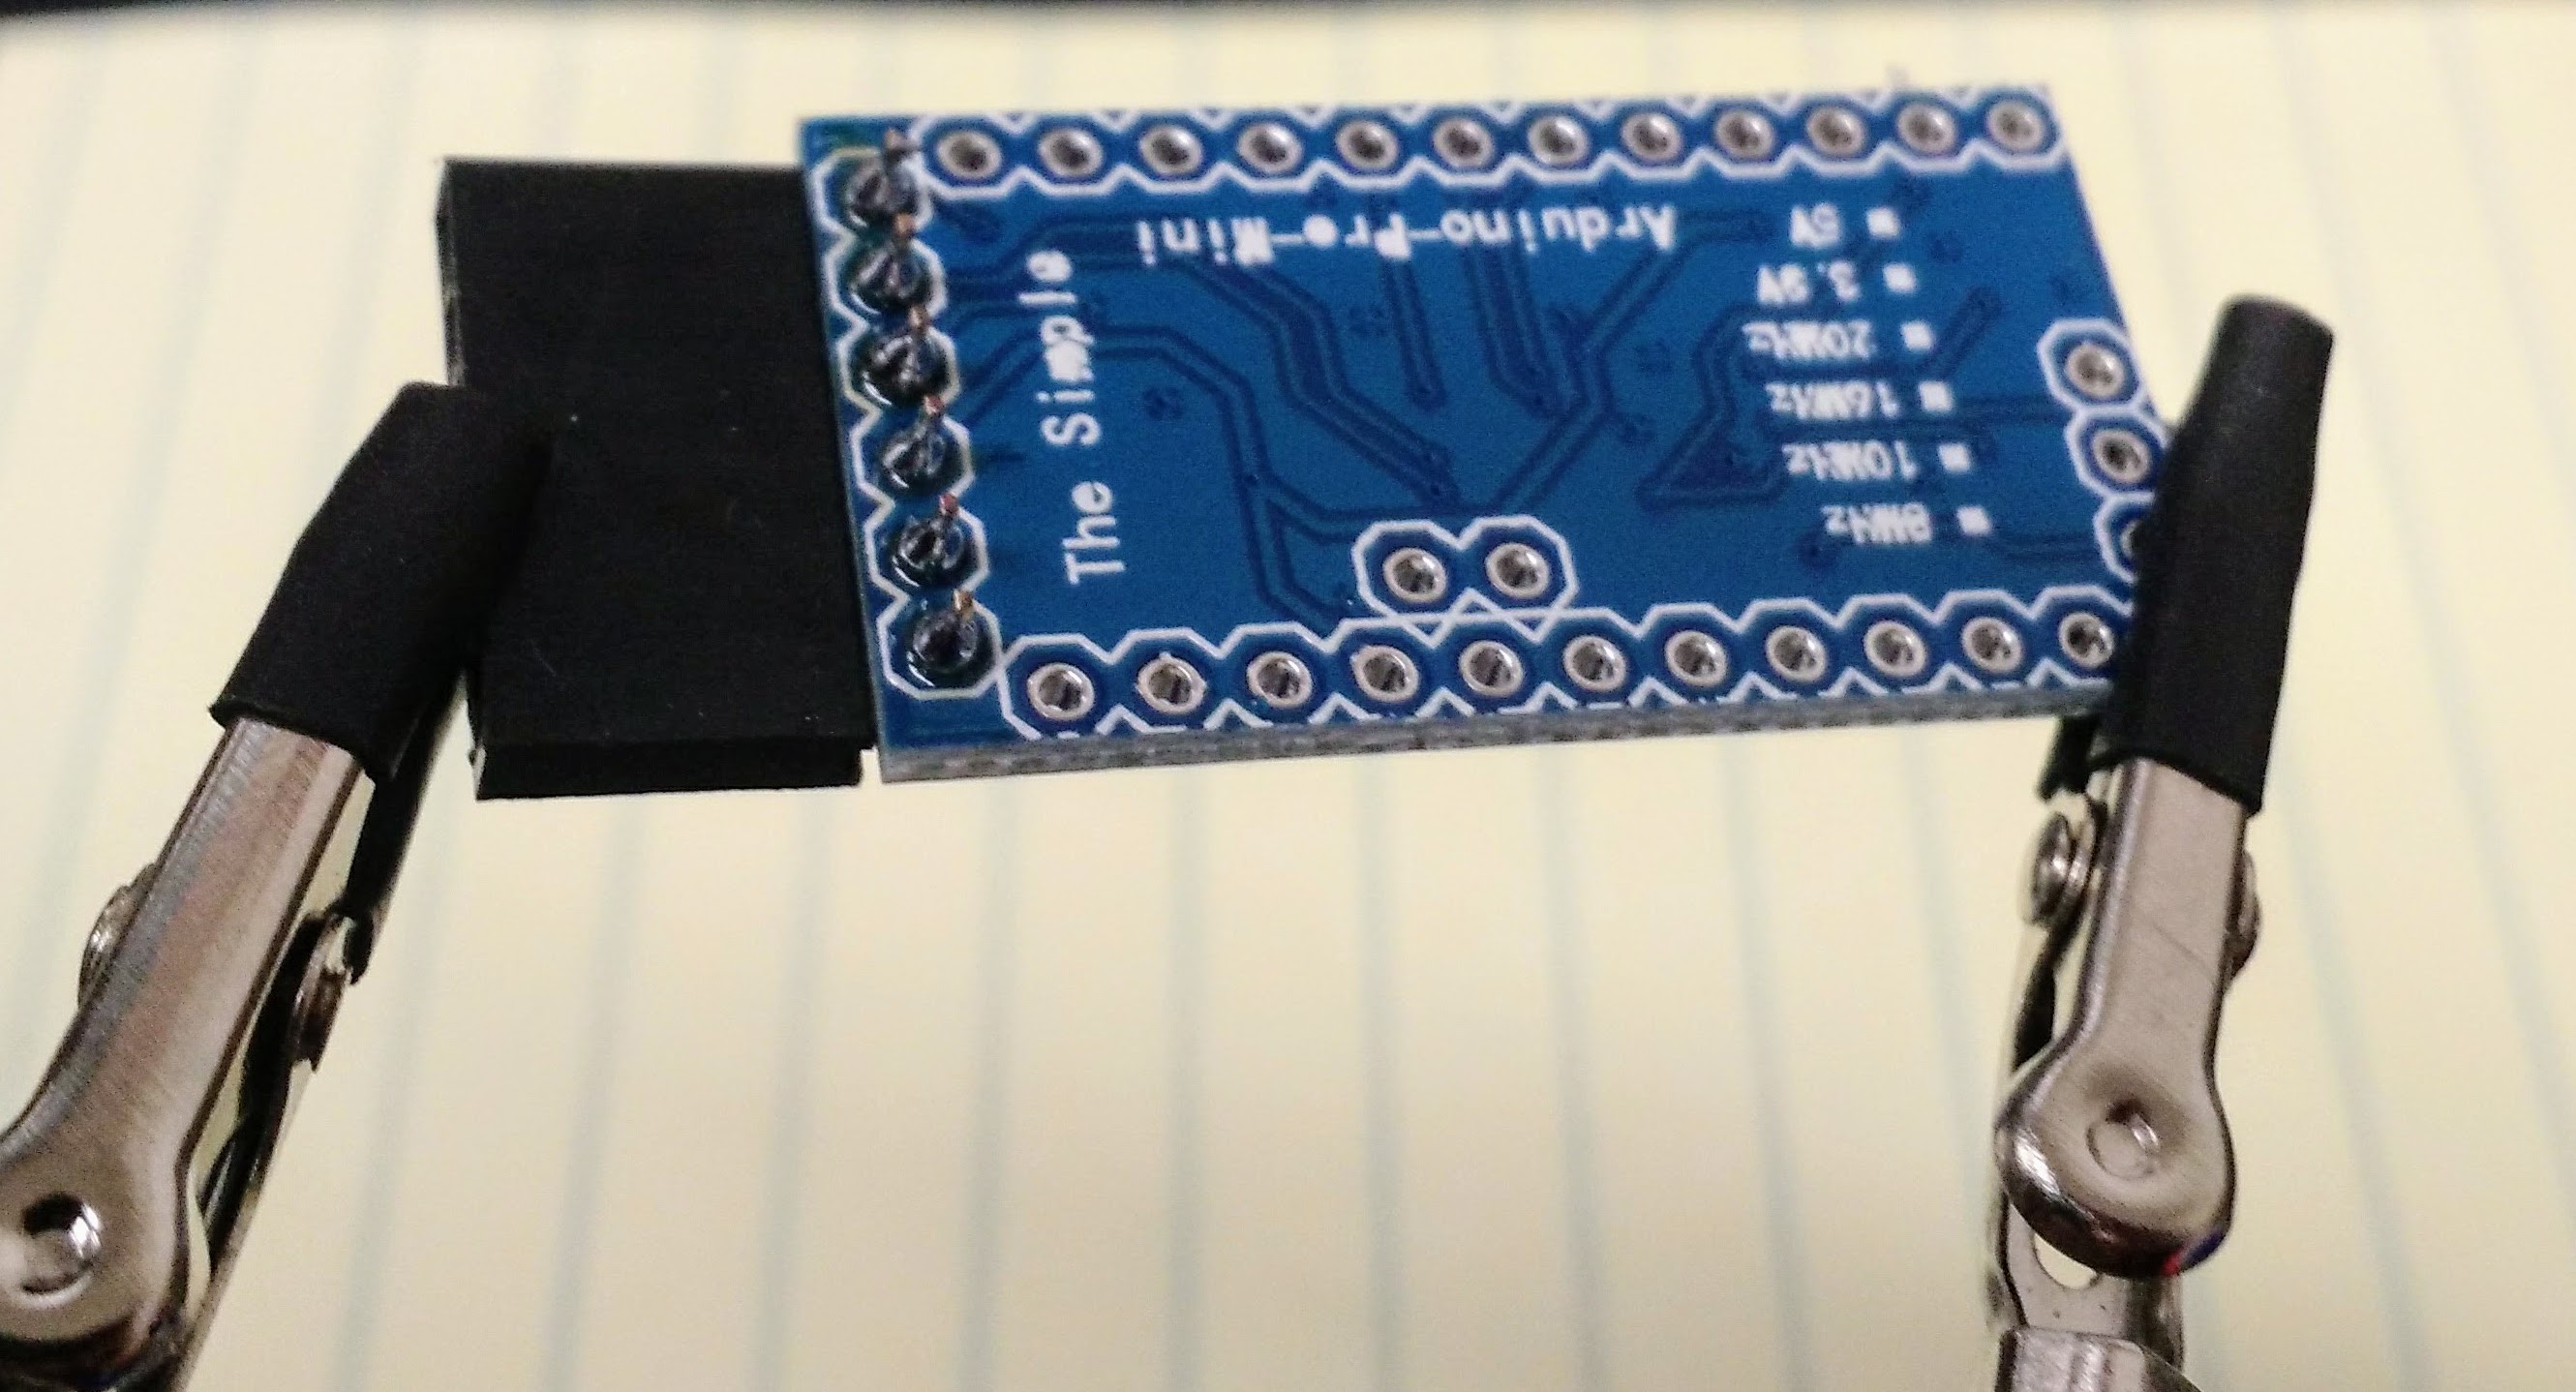 Arduino-Pro-Mini
The Simple
5V
3.3V
20MHz
16MHz
10MHz
8MHz